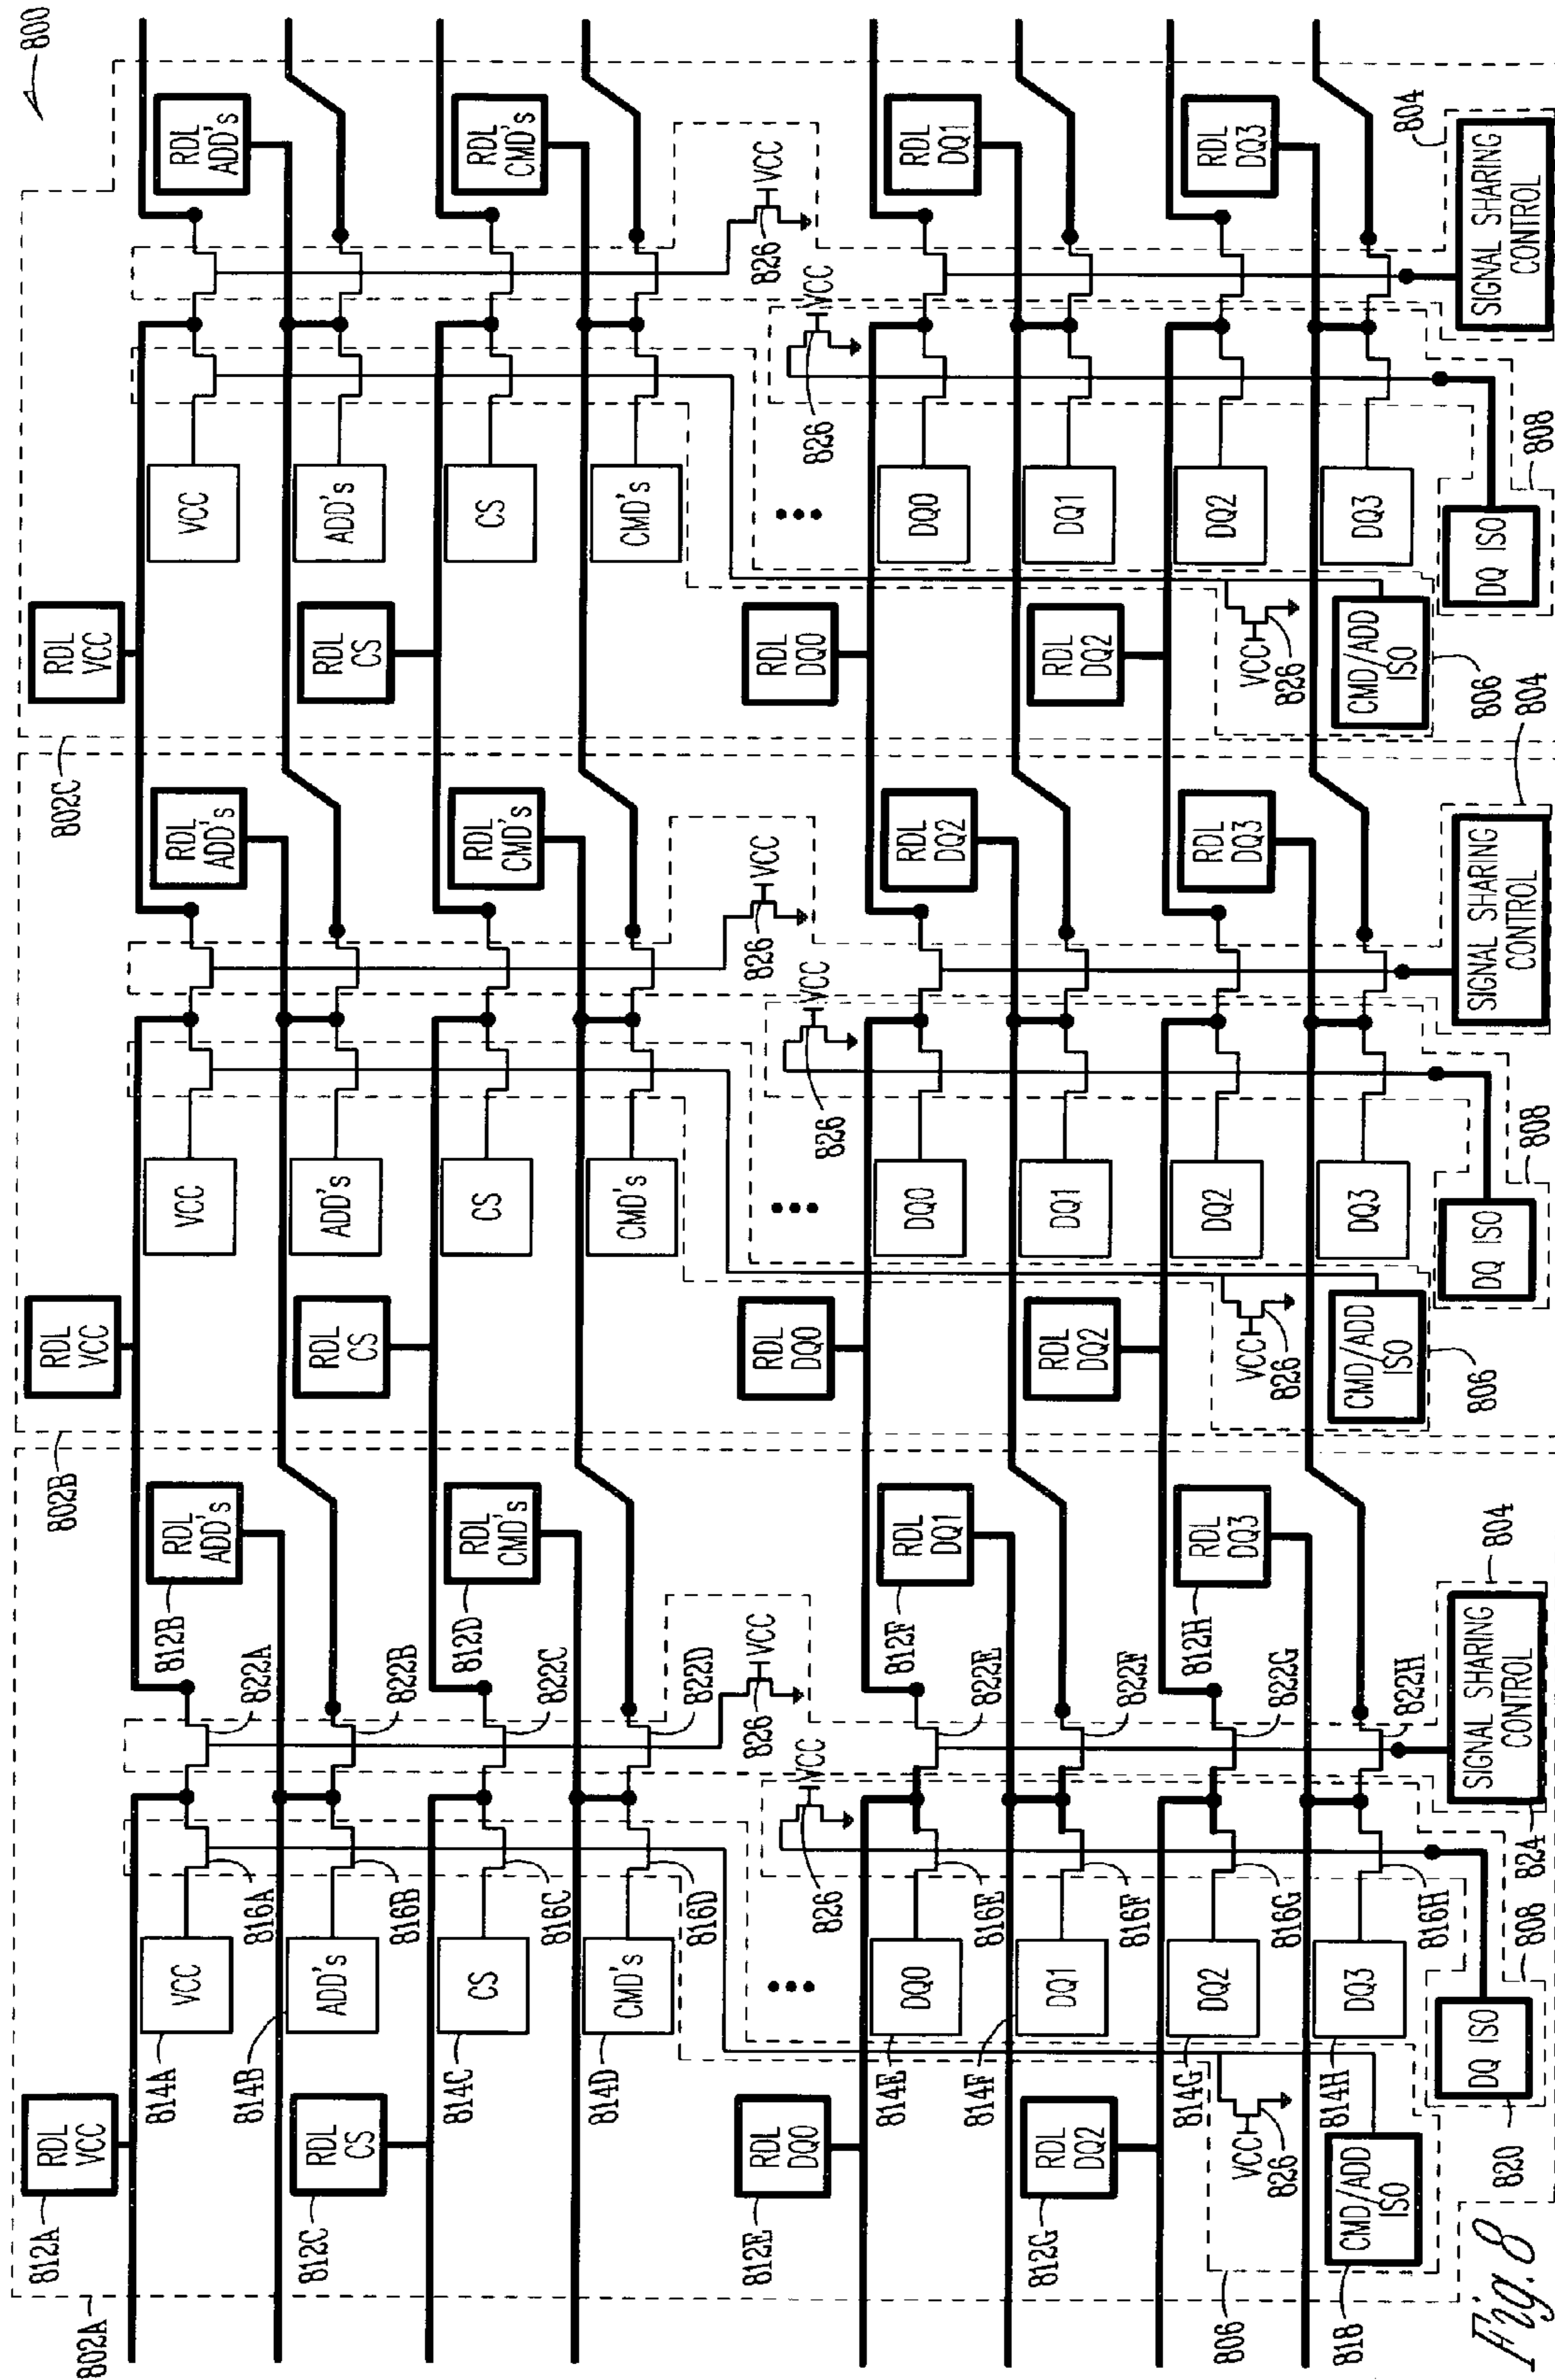 800
802A
802B
802C
812A
RDL
VCC
814A
VCC
816A
822A
812B
RDL
ADD's
814B
ADD's
816B
822B
812C
RDL
CS
814C
CS
816C
822C
812D
RDL
CMD's
814D
CMD's
816D
822D
826
VCC
826
VCC
812E
RDL
DQ0
814E
DQ0
816E
822E
812F
RDL
DQ1
814F
DQ1
816F
822F
812G
RDL
DQ2
814G
DQ2
816G
822G
812H
RDL
DQ3
814H
DQ3
816H
822H
806
VCC
826
818
CMD/ADD
ISO
820
DQ ISO
808
824
SIGNAL SHARING
CONTROL
804
RDL
VCC
VCC
RDL
ADD's
ADD's
RDL
CS
CS
RDL
CMD's
CMD's
826
VCC
826
VCC
RDL
DQ0
DQ0
RDL
DQ2
DQ1
RDL
DQ2
DQ2
RDL
DQ3
DQ3
VCC
826
CMD/ADD
ISO
806
DQ ISO
808
SIGNAL SHARING
CONTROL
804
RDL
VCC
VCC
RDL
ADD's
ADD's
RDL
CS
CS
RDL
CMD's
CMD's
826
VCC
826
VCC
RDL
DQ0
DQ0
RDL
DQ1
DQ1
RDL
DQ2
DQ2
RDL
DQ3
DQ3
VCC
826
CMD/ADD
ISO
806
DQ ISO
808
SIGNAL SHARING
CONTROL
804
Fig. 8